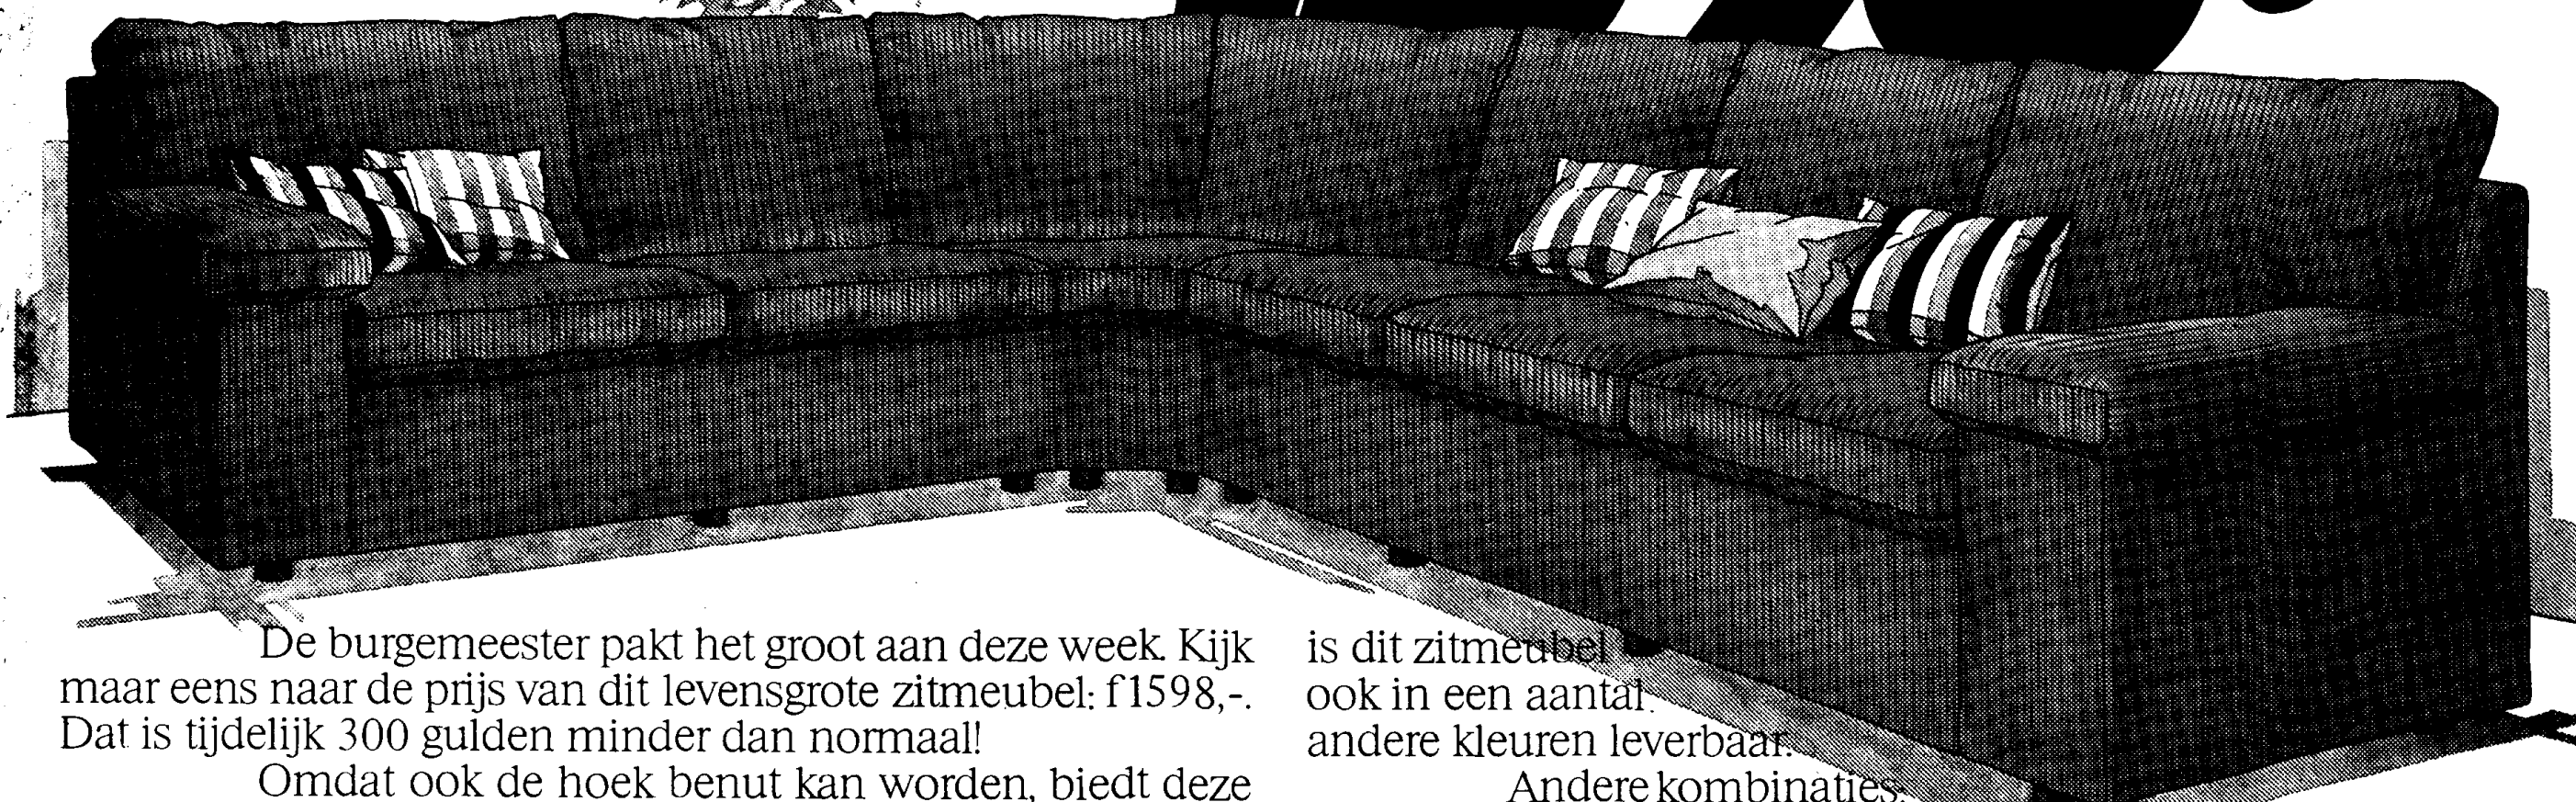 De burgemeester pakt het groot aan deze week. Kijk
maar eens naar de prijs van dit levensgrote zitmeubel: f1598,-.
Dat is tijdelijk 300 gulden minder dan normaal!
Omdat ook de hoek benut kan worden, biedt deze
is dit zitmeubel
ook in een aantal
andere kleuren leverbaar.
Andere kombinaties,